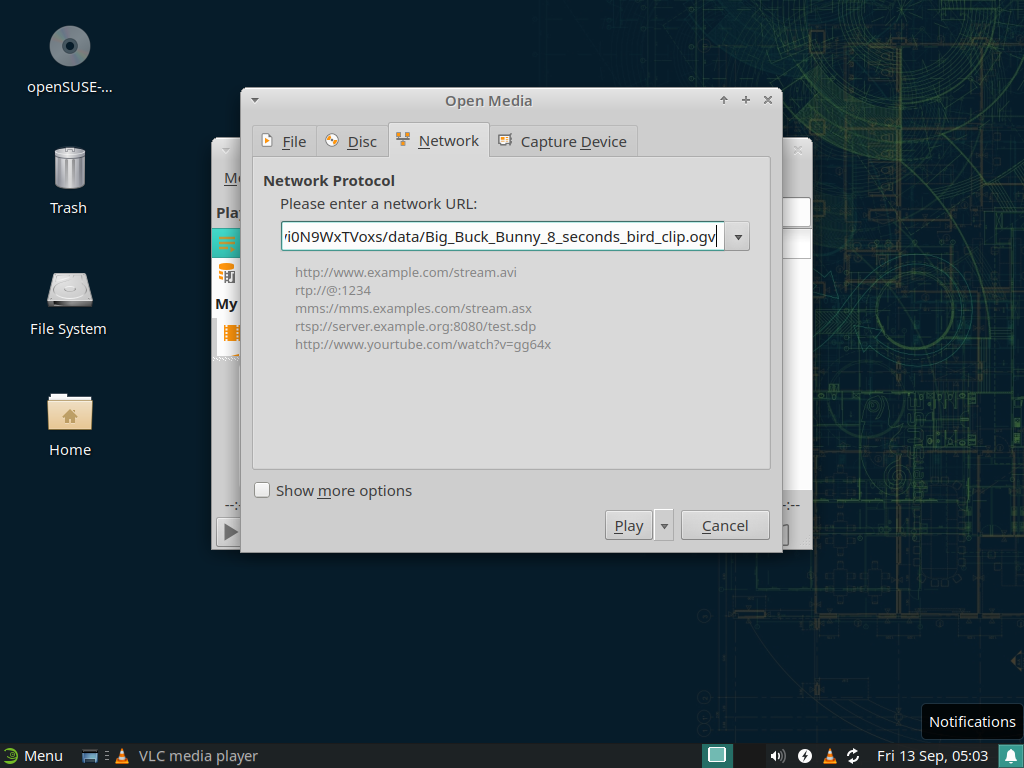 openSUSE-...
Trash
File System
Home
Open Media
File
Disc
Network
Capture Device
Network Protocol
Please enter a network URL:
i0N9WxTVoxs/data/Big_Buck_Bunny_8_seconds_bird_clip.ogv
http://www.example.com/stream.avi
rtp://@:1234
mms://mms.examples.com/stream.asx
rtsp://server.example.org:8080/test.sdp
http://www.yourtube.com/watch?v=gg64x
Show more options
Play
Cancel
My
--:
:--
Notifications
Menu
VLC media player
Fri 13 Sep, 05:03